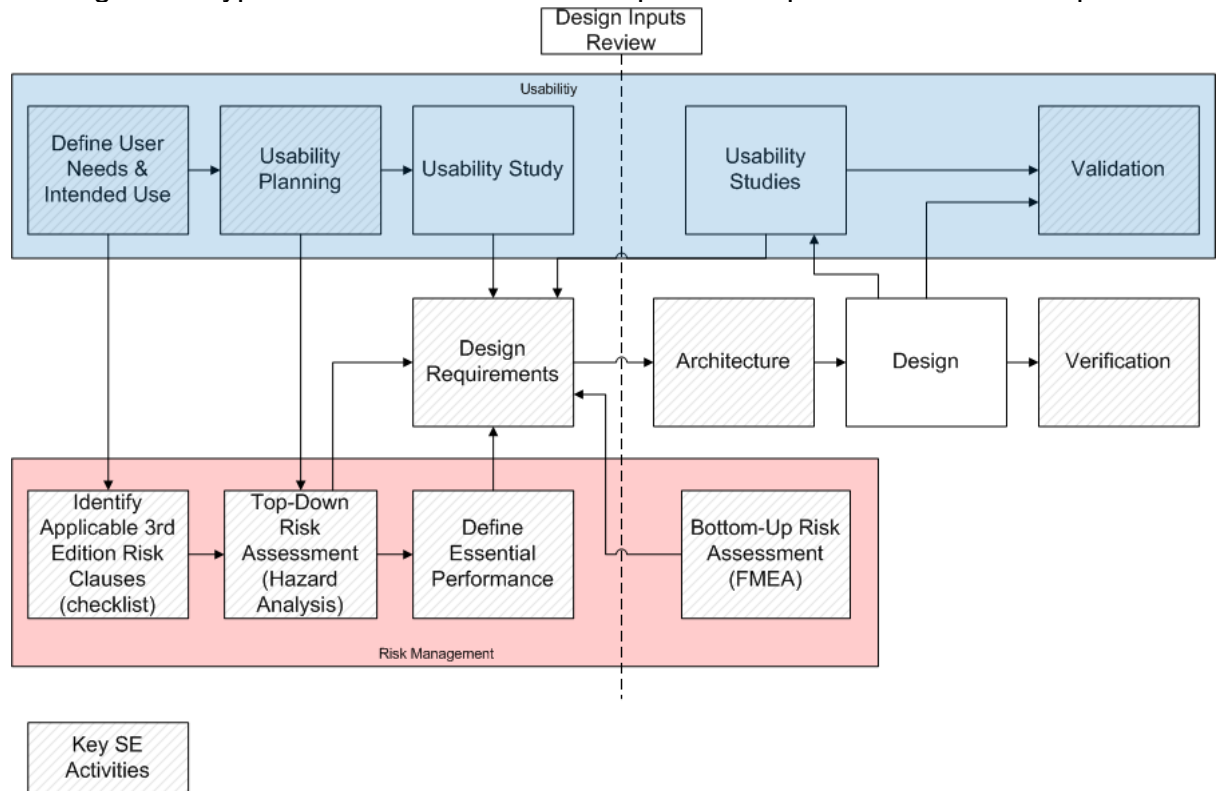 Design Inputs
Review
Usabilitiy
Define User
Needs &
Intended Use
Usability
Planning
Usability Study
Usability
Studies
Validation
Design
Requirements
Architecture
Design
Verification
Identify
Applicable 3rd
Edition Risk
Clauses
(checklist)
Top-Down
Risk
Assessment
(Hazard
Analysis)
Define
Essential
Performance
Bottom-Up Risk
Assessment
(FMEA)
Risk Management
Key SE
Activities